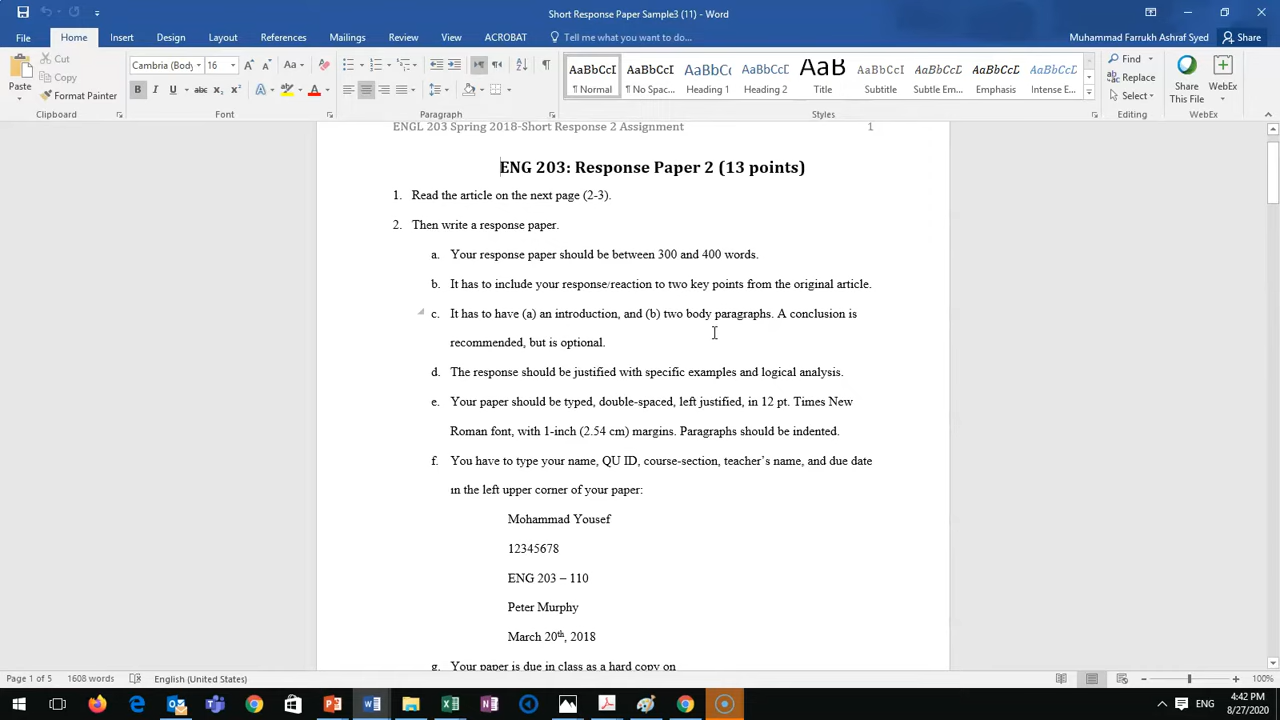 Short Response Paper3 (11) - Word
File Home Insert Design Layout References Mailings Review View ACROBAT Tell me what you want to do...
Muhammad Farrukh Ashraf Syed Share
Paste
Cut
Copy
Format Painter
Cambria (Body) 16
AaBbCcD ¶ Normal
AaBbCcD ¶ No Spac...
AaBbCc Heading 1
AaBbCcD Heading 2
AaB Title
AaBbCcD Subtitle
AaBbCcD Subtle Em...
AaBbCcD Emphasis
AaBbCcD Intense E...
Find
Replace
Select
Share This File
WebEx
Clipboard Font Paragraph Styles Editing WebEx
ENGL 203 Spring 2018-Short Response 2 Assignment 1
ENG 203: Response Paper 2 (13 points)
1. Read the article on the next page (2-3).
2. Then write a response paper.
a. Your response paper should be between 300 and 400 words.
b. It has to include your response/reaction to two key points from the original article.
c. It has to have (a) an introduction, and (b) two body paragraphs. A conclusion is
recommended, but is optional.
d. The response should be justified with specific examples and logical analysis.
e. Your paper should be typed, double-spaced, left justified, in 12 pt. Times New
Roman font, with 1-inch (2.54 cm) margins. Paragraphs should be indented.
f. You have to type your name, QU ID, course-section, teacher’s name, and due date
in the left upper corner of your paper:
Mohammad Yousef
12345678
ENG 203 – 110
Peter Murphy
March 20th, 2018
g. Your paper is due in class as a hard copy on
Page 1 of 5 1608 words English (United States) 100%
ENG
4:42 PM
8/27/2020